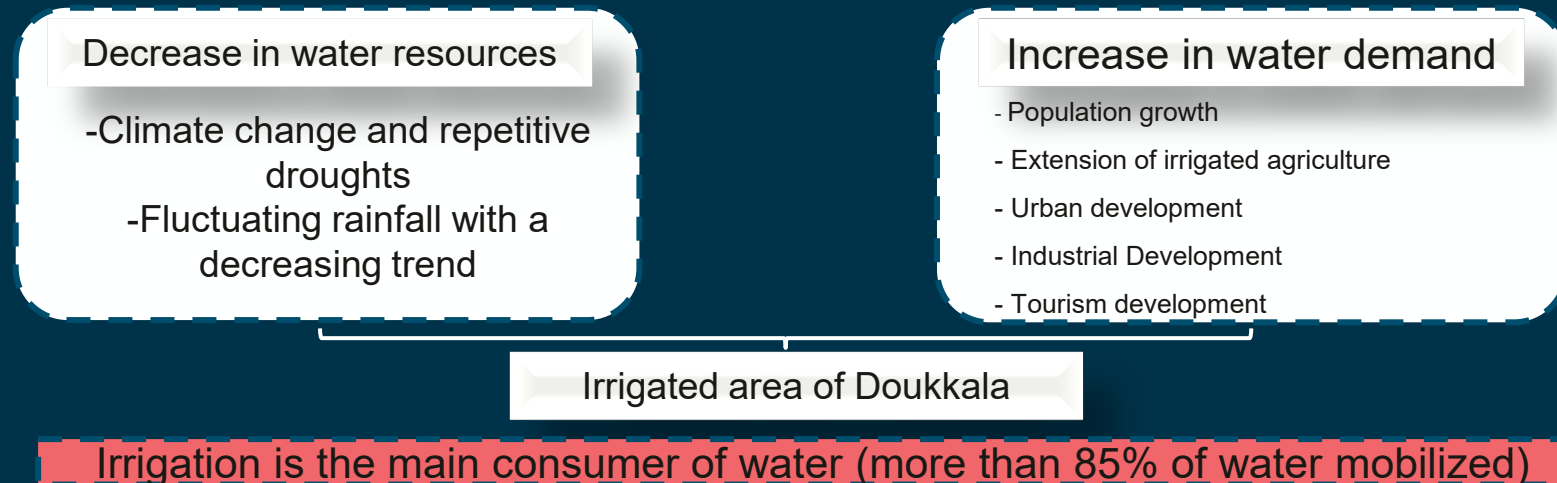 Decrease in water resources
-Climate change and repetitive
droughts
-Fluctuating rainfall with a
decreasing trend
Increase in water demand
- Population growth
- Extension of irrigated agriculture
- Urban development
- Industrial Development
- Tourism development
Irrigated area of Doukkala
Irrigation is the main consumer of water (more than 85% of water mobilized)